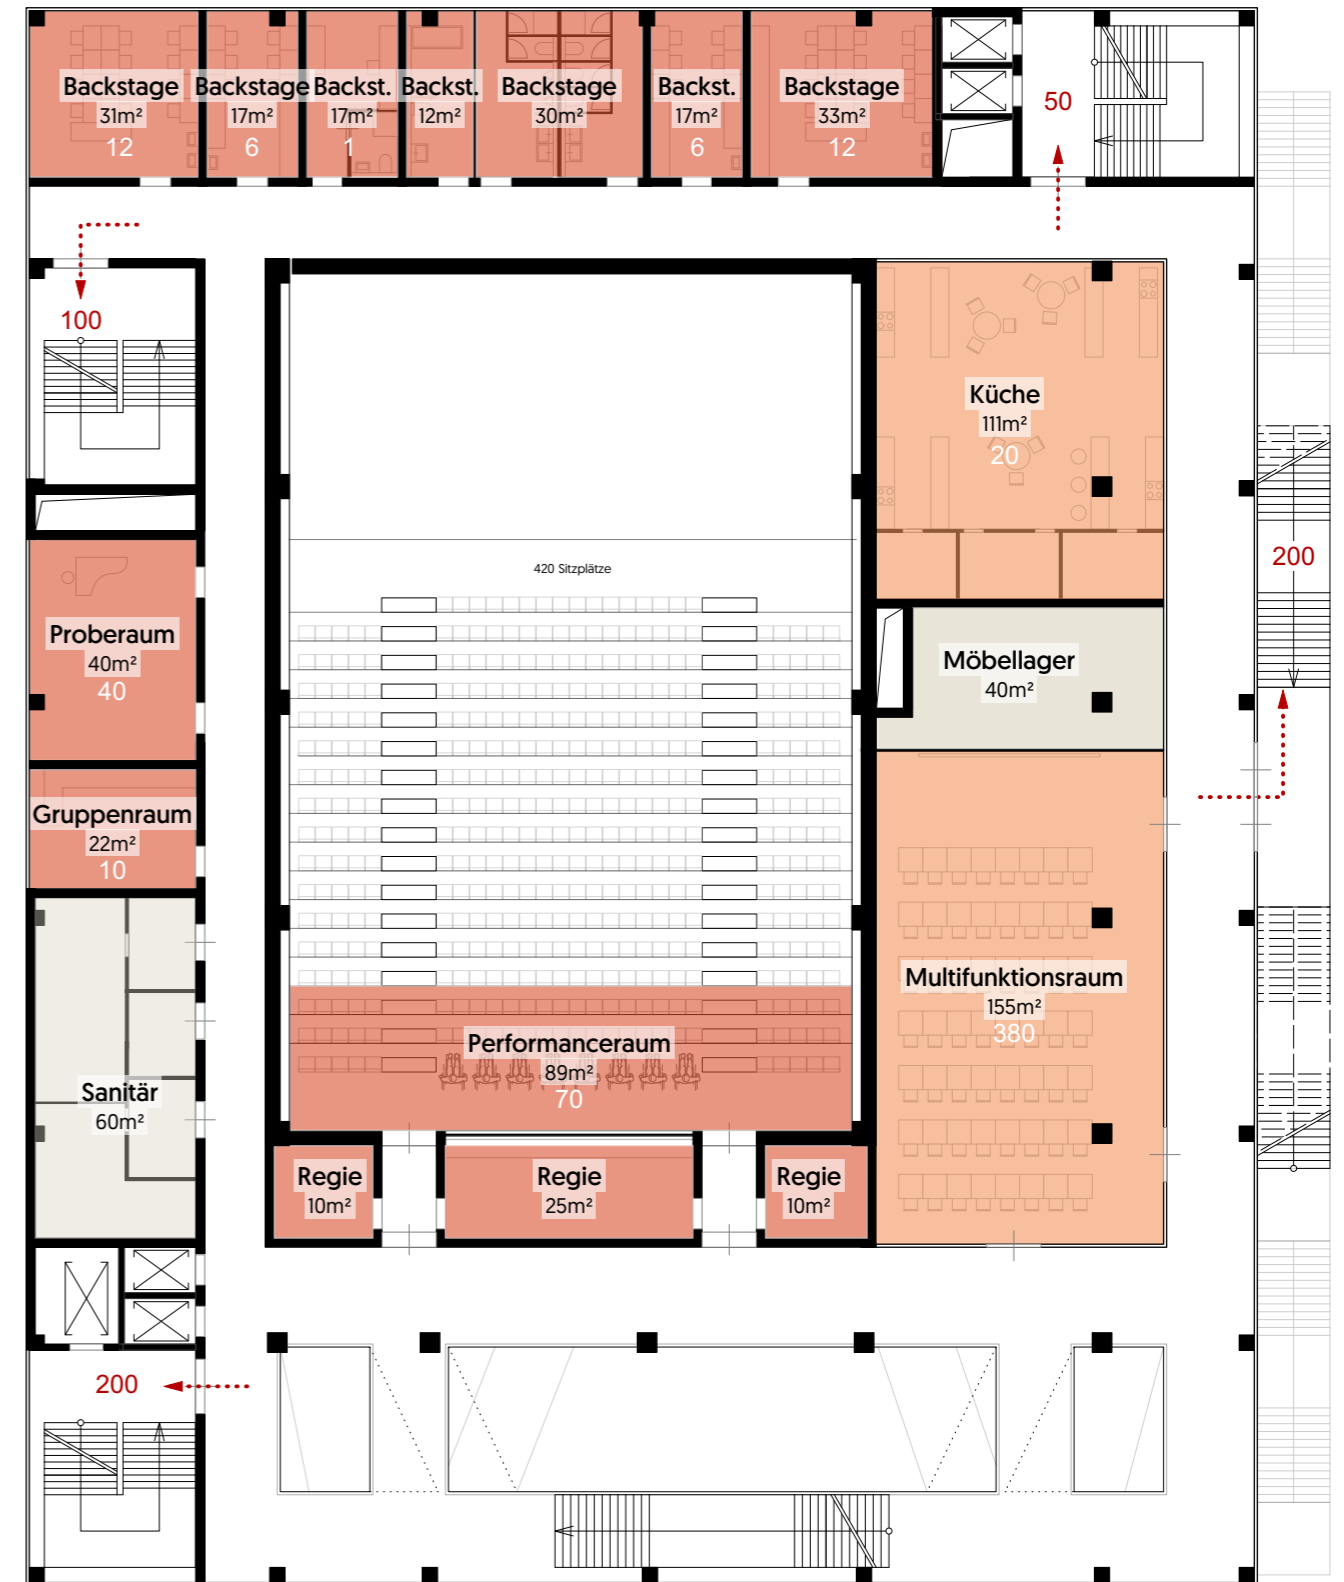 Backstage
31m²
12
Backstage
17m²
6
Backst.
17m²
1
Backst.
12m²
Backstage
30m²
Backst.
17m²
6
Backstage
33m²
12
50
100
Küche
111m²
20
420 Sitzplätze
200
Proberaum
40m²
40
Möbellager
40m²
Gruppenraum
22m²
10
Multifunktionsraum
155m²
380
Performanceraum
89m²
70
Sanitär
60m²
Regie
10m²
Regie
25m²
Regie
10m²
200